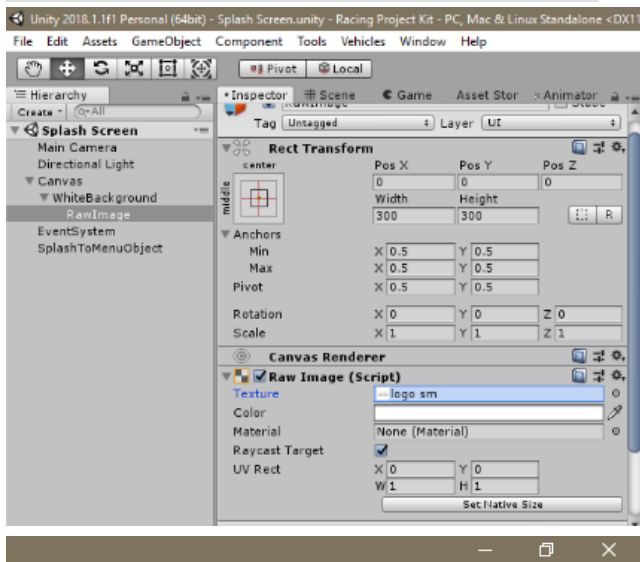 Unity 2018.1.1f1 Personal (64bit) - Splash Screen.unity - Racing Project Kit - PC, Mac & Linux Standalone <DX11
File Edit Assets GameObject Component Tools Vehicles Window Help
Pivot Local
Hierarchy Inspector Scene Game Asset Stor Animator
Create All RawImage
Splash Screen Tag Untagged Layer UI
Main Camera Rect Transform
Directional Light center Pos X Pos Y Pos Z
Canvas middle 0 0 0
WhiteBackground Width Height
RawImage 300 300 R
EventSystem Anchors
SplashToMenuObject Min X 0.5 Y 0.5
Max X 0.5 Y 0.5
Pivot X 0.5 Y 0.5
Rotation X 0 Y 0 Z 0
Scale X 1 Y 1 Z 1
Canvas Renderer
Raw Image (Script)
Texture logo sm
Color
Material None (Material)
Raycast Target
UV Rect X 0 Y 0
W 1 H 1
Set Native Size